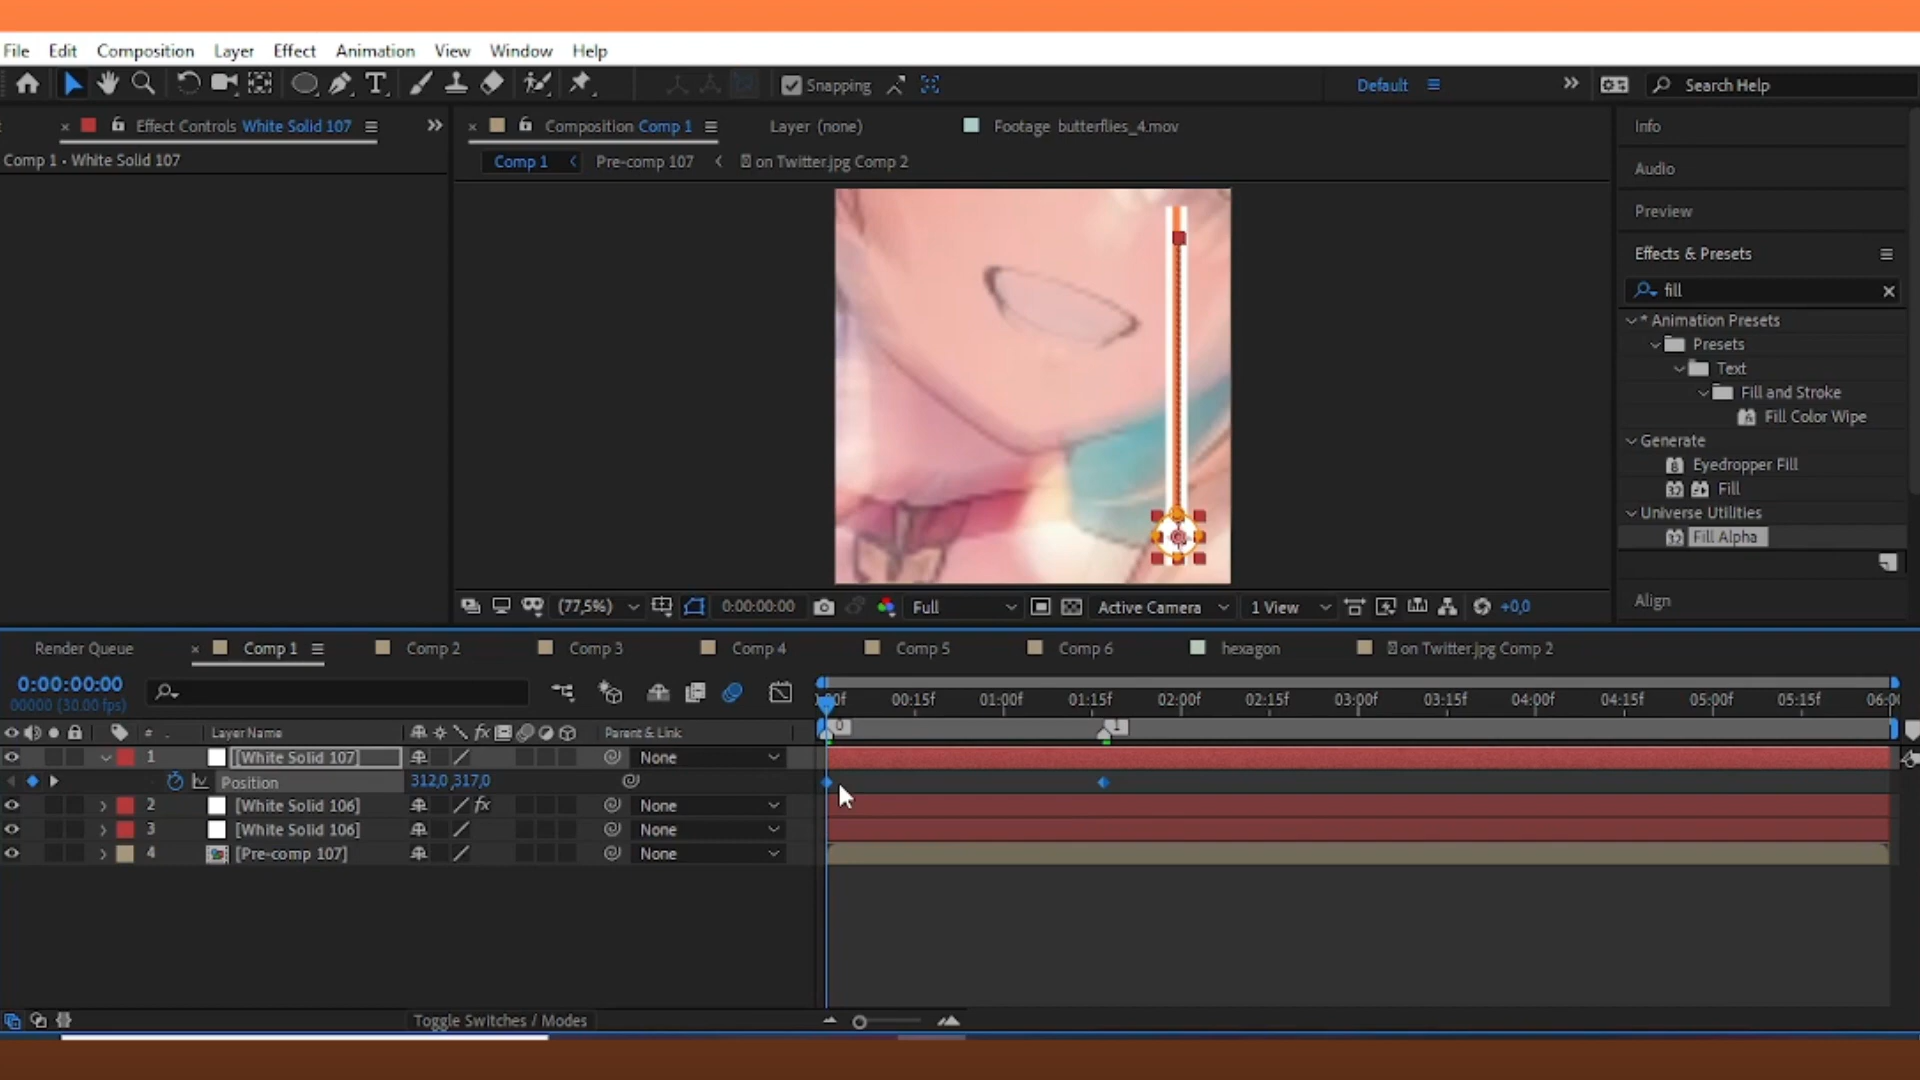 File Edit Composition Layer Effect Animation View Window Help
Snapping Default Search Help
Effect Controls White Solid 107 Composition Comp 1 Layer (none) Footage butterflies_4.mov Info
Comp 1 • White Solid 107 Comp 1 Pre-comp 107 on Twitter.jpg Comp 2
Audio
Preview
Effects & Presets
fill
* Animation Presets
Presets
Text
Fill and Stroke
Fill Color Wipe
Generate
Eyedropper Fill
Fill
Universe Utilities
Fill Alpha
Align
(77,5%) 0:00:00:00 Full Active Camera 1 View +0,0
Render Queue Comp 1 Comp 2 Comp 3 Comp 4 Comp 5 Comp 6 hexagon on Twitter.jpg Comp 2
0:00:00:00
00000 (30.00 fps)
:00f 00:15f 01:00f 01:15f 02:00f 02:15f 03:00f 03:15f 04:00f 04:15f 05:00f 05:15f 06:00
# Layer Name fx Parent & Link 0 1
1 [White Solid 107] None
Position 312,0,317,0
2 [White Solid 106] fx None
3 [White Solid 106] None
4 [Pre-comp 107] None
Toggle Switches / Modes